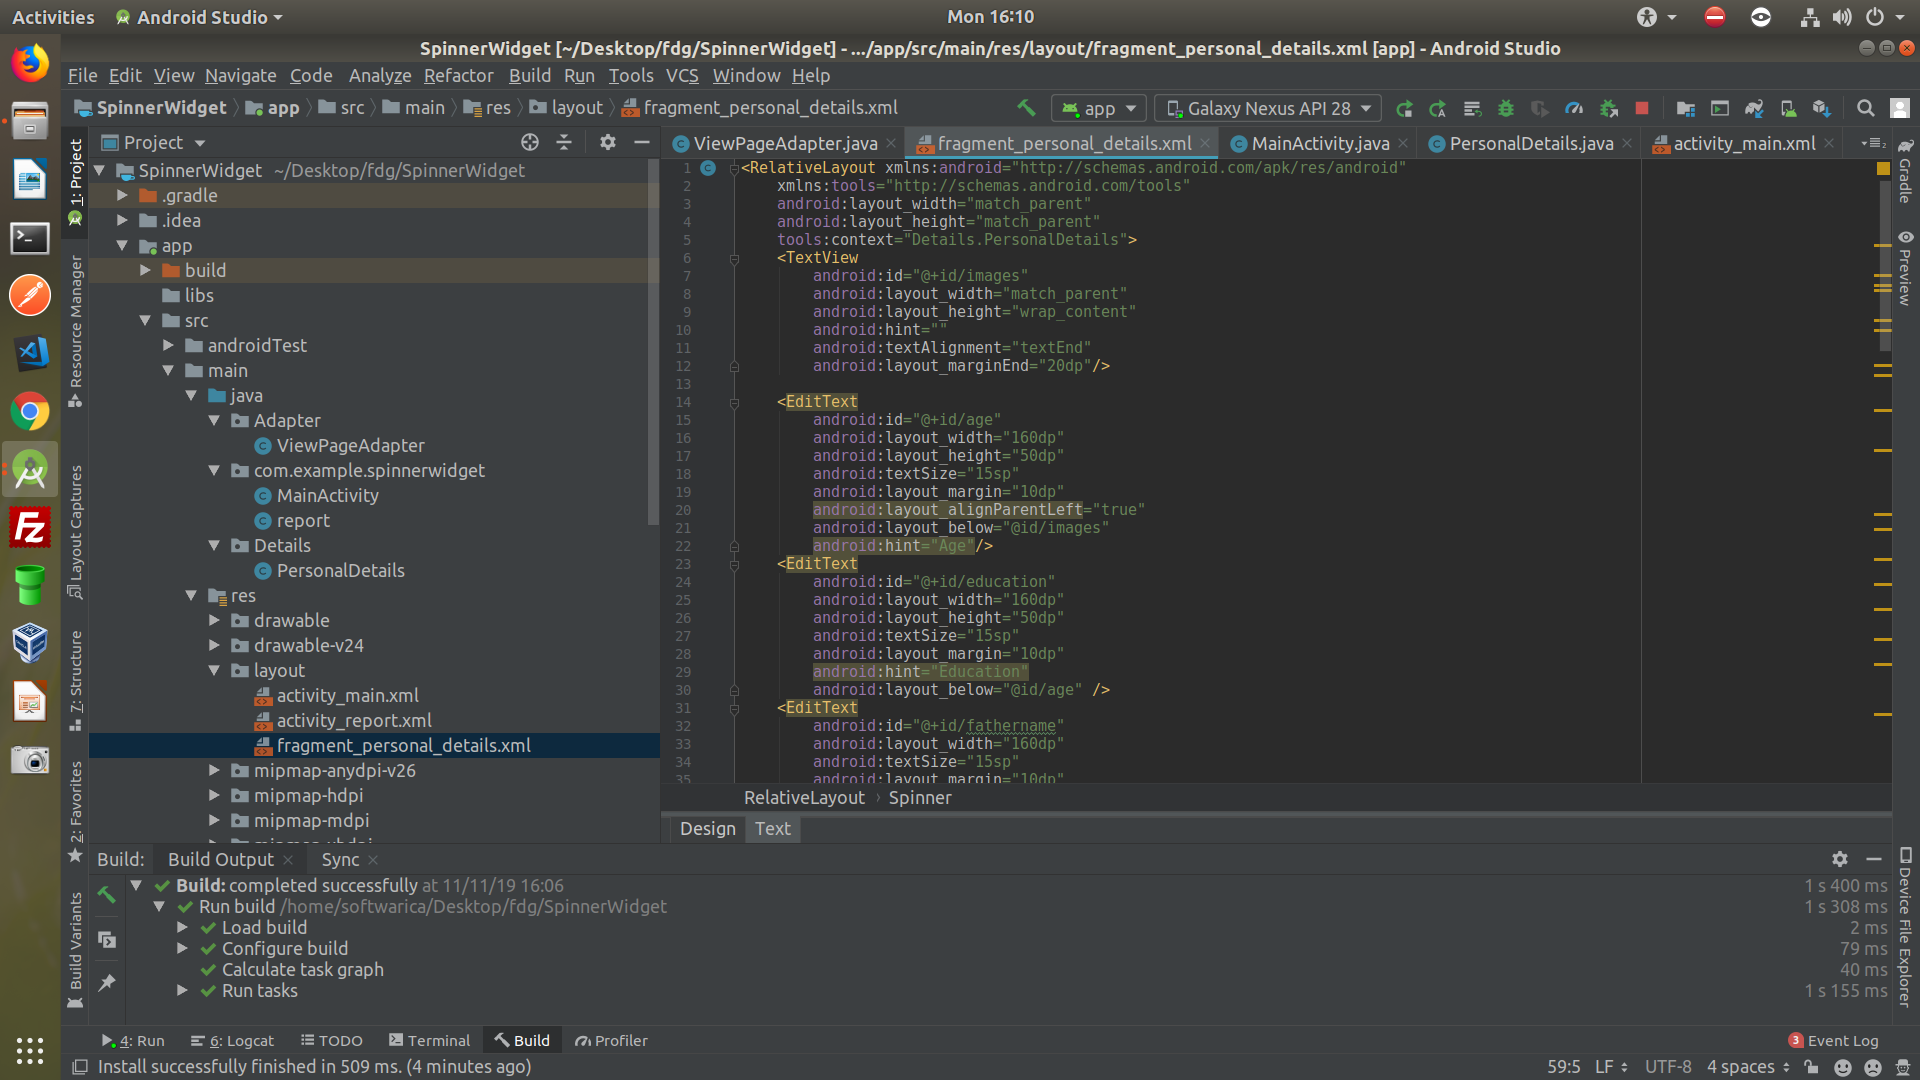 Activities
Android Studio
Mon 16:10
SpinnerWidget [~/Desktop/fdg/SpinnerWidget] - .../app/src/main/res/layout/fragment_personal_details.xml [app] - Android Studio
File Edit View Navigate Code Analyze Refactor Build Run Tools VCS Window Help
SpinnerWidget app src main res layout fragment_personal_details.xml
app
Galaxy Nexus API 28
Project
ViewPageAdapter.java
fragment_personal_details.xml
MainActivity.java
PersonalDetails.java
activity_main.xml
1: Project
Resource Manager
Layout Captures
7: Structure
2: Favorites
Build Variants
SpinnerWidget ~/Desktop/fdg/SpinnerWidget
.gradle
.idea
app
build
libs
src
androidTest
main
java
Adapter
ViewPageAdapter
com.example.spinnerwidget
MainActivity
report
Details
PersonalDetails
res
drawable
drawable-v24
layout
activity_main.xml
activity_report.xml
fragment_personal_details.xml
mipmap-anydpi-v26
mipmap-hdpi
mipmap-mdpi
1 <RelativeLayout xmlns:android="http://schemas.android.com/apk/res/android"
2 xmlns:tools="http://schemas.android.com/tools"
3 android:layout_width="match_parent"
4 android:layout_height="match_parent"
5 tools:context="Details.PersonalDetails">
6 <TextView
7 android:id="@+id/images"
8 android:layout_width="match_parent"
9 android:layout_height="wrap_content"
10 android:hint=""
11 android:textAlignment="textEnd"
12 android:layout_marginEnd="20dp"/>
13
14 <EditText
15 android:id="@+id/age"
16 android:layout_width="160dp"
17 android:layout_height="50dp"
18 android:textSize="15sp"
19 android:layout_margin="10dp"
20 android:layout_alignParentLeft="true"
21 android:layout_below="@id/images"
22 android:hint="Age"/>
23 <EditText
24 android:id="@+id/education"
25 android:layout_width="160dp"
26 android:layout_height="50dp"
27 android:textSize="15sp"
28 android:layout_margin="10dp"
29 android:hint="Education"
30 android:layout_below="@id/age" />
31 <EditText
32 android:id="@+id/fathername"
33 android:layout_width="160dp"
34 android:textSize="15sp"
35 android:layout_margin="10dp"
RelativeLayout › Spinner
Design Text
Gradle
Preview
Device File Explorer
Build: Build Output Sync
Build: completed successfully at 11/11/19 16:06 1 s 400 ms
Run build /home/softwarica/Desktop/fdg/SpinnerWidget 1 s 308 ms
Load build 2 ms
Configure build 79 ms
Calculate task graph 40 ms
Run tasks 1 s 155 ms
4: Run 6: Logcat TODO Terminal Build Profiler 3 Event Log
Install successfully finished in 509 ms. (4 minutes ago) 59:5 LF UTF-8 4 spaces